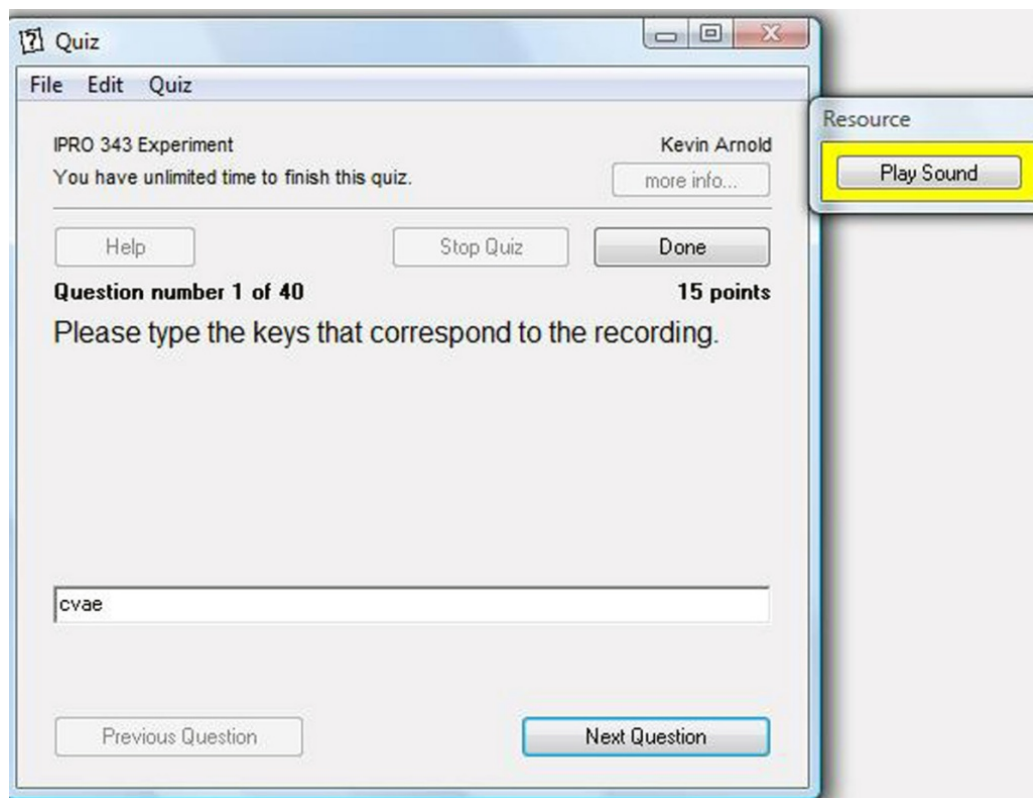 Quiz
File Edit Quiz
Resource
Play Sound
IPRO 343 Experiment Kevin Arnold
You have unlimited time to finish this quiz. more info...
Help Stop Quiz Done
Question number 1 of 40 15 points
Please type the keys that correspond to the recording.
cvae
Previous Question Next Question